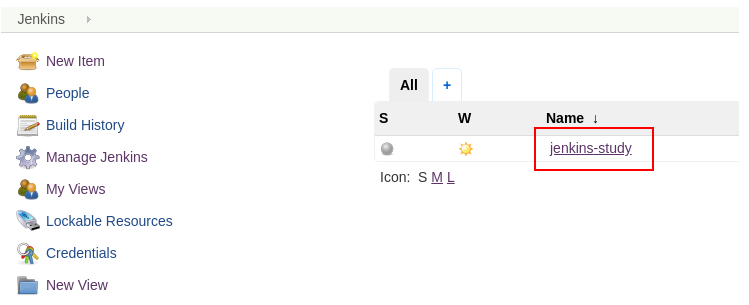 Jenkins
New Item
People
Build History
Manage Jenkins
My Views
Lockable Resources
Credentials
New View
All +
S W Name ↓
jenkins-study
Icon: S M L